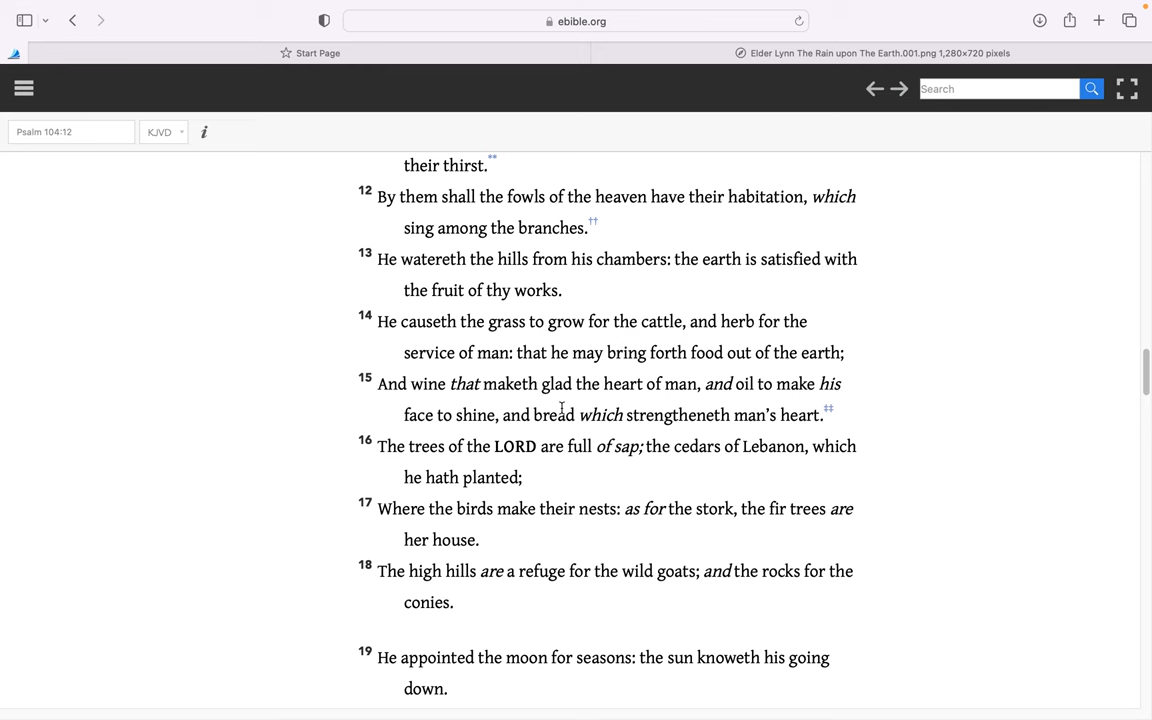 ebible.org
Start Page
Elder Lynn The Rain upon The Earth.001.png 1,280×720 pixels
Search
Psalm 104:12
KJVD
i
their thirst.**
12 By them shall the fowls of the heaven have their habitation, which
sing among the branches.††
13 He watereth the hills from his chambers: the earth is satisfied with
the fruit of thy works.
14 He causeth the grass to grow for the cattle, and herb for the
service of man: that he may bring forth food out of the earth;
15 And wine that maketh glad the heart of man, and oil to make his
face to shine, and bread which strengtheneth man’s heart.‡‡
16 The trees of the LORD are full of sap; the cedars of Lebanon, which
he hath planted;
17 Where the birds make their nests: as for the stork, the fir trees are
her house.
18 The high hills are a refuge for the wild goats; and the rocks for the
conies.
19 He appointed the moon for seasons: the sun knoweth his going
down.